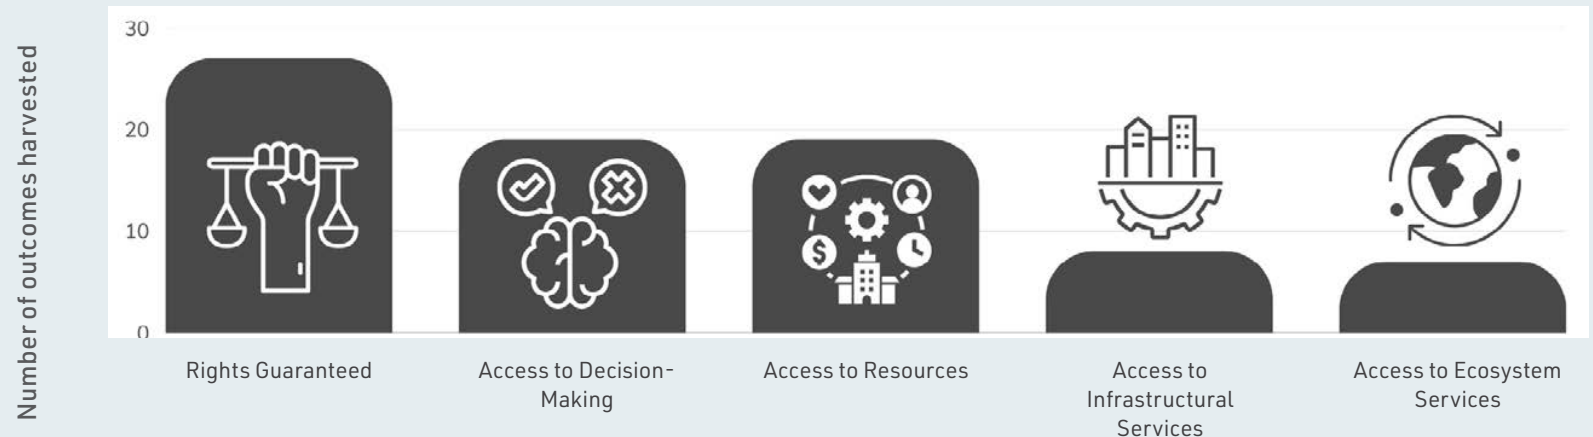 Number of outcomes harvested
30
20
10
0
Rights Guaranteed
Access to Decision-
Making
Access to Resources
Access to
Infrastructural
Services
Access to Ecosystem
Services
$